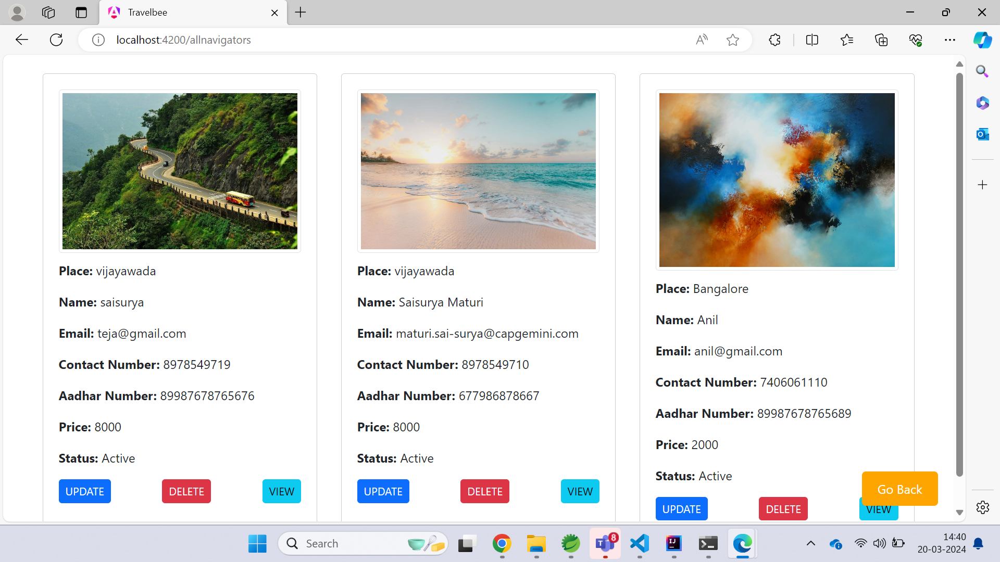 Travelbee
localhost:4200/allnavigators
Place: vijayawada
Name: saisurya
Email: teja@gmail.com
Contact Number: 8978549719
Aadhar Number: 89987678765676
Price: 8000
Status: Active
UPDATE DELETE VIEW
Place: vijayawada
Name: Saisurya Maturi
Email: maturi.sai-surya@capgemini.com
Contact Number: 8978549710
Aadhar Number: 677986878667
Price: 8000
Status: Active
UPDATE DELETE VIEW
Place: Bangalore
Name: Anil
Email: anil@gmail.com
Contact Number: 7406061110
Aadhar Number: 89987678765689
Price: 2000
Status: Active
UPDATE DELETE VIEW
Go Back
Search
8
14:40
20-03-2024